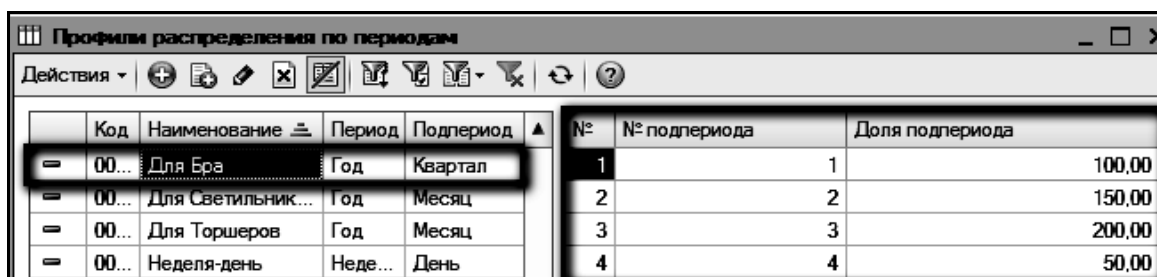 Профили распределения по периодам
Действия
Код Наименование Период Подпериод № № подпериода Доля подпериода
00... Для Бра Год Квартал 1 1 100,00
00... Для Светильник... Год Месяц 2 2 150,00
00... Для Торшеров Год Месяц 3 3 200,00
00... Неделя-день Неде... День 4 4 50,00